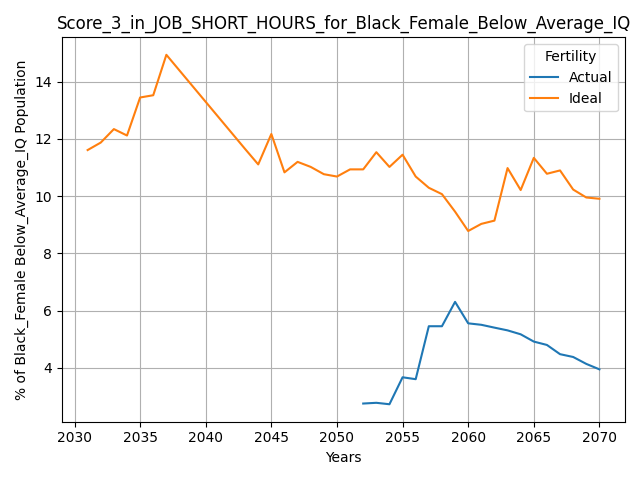 Score_3_in_JOB_SHORT_HOURS_for_Black_Female_Below_Average_IQ
Fertility
Actual
Ideal
% of Black_Female Below_Average_IQ Population
14
12
10
8
6
4
2030 2035 2040 2045 2050 2055 2060 2065 2070
Years